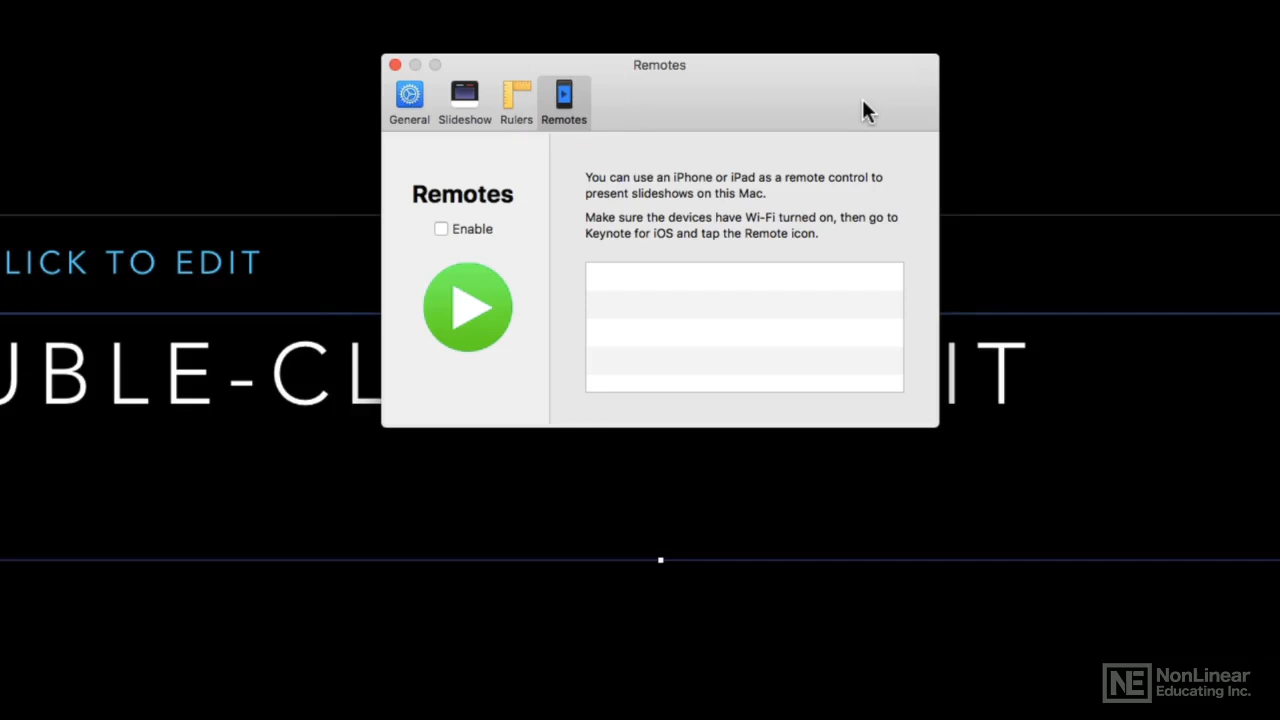 Remotes
General Slideshow Rulers Remotes
Remotes
Enable
You can use an iPhone or iPad as a remote control to
present slideshows on this Mac.
Make sure the devices have Wi-Fi turned on, then go to
Keynote for iOS and tap the Remote icon.
LICK TO EDIT
UBLE-CL IT
NE NonLinear
Educating Inc.